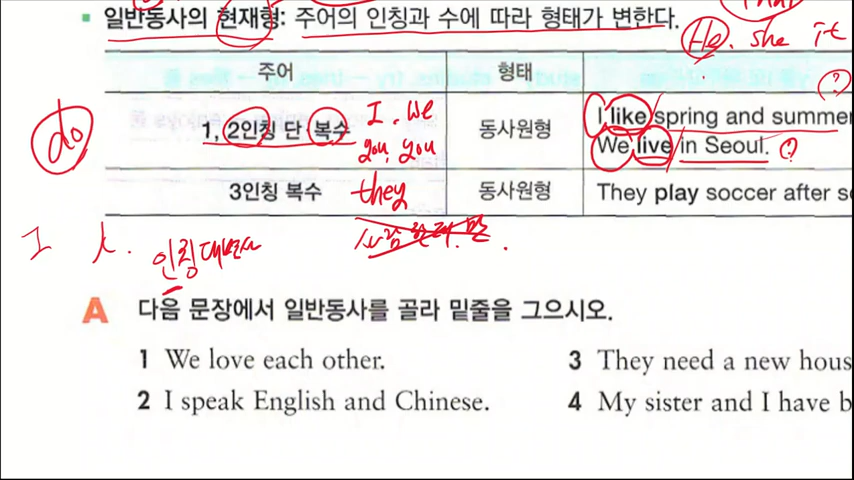 일반동사의 현재형: 주어의 인칭과 수에 따라 형태가 변한다.
He. she it
주어 형태
do
1, 2인칭 단 복수 I. we 동사원형 I like spring and summe
you, you We live in Seoul. ?
3인칭 복수 they 동사원형 They play soccer after s
I
인칭대명사
A 다음 문장에서 일반동사를 골라 밑줄을 그으시오.
1 We love each other.
2 I speak English and Chinese.
3 They need a new hous
4 My sister and I have b